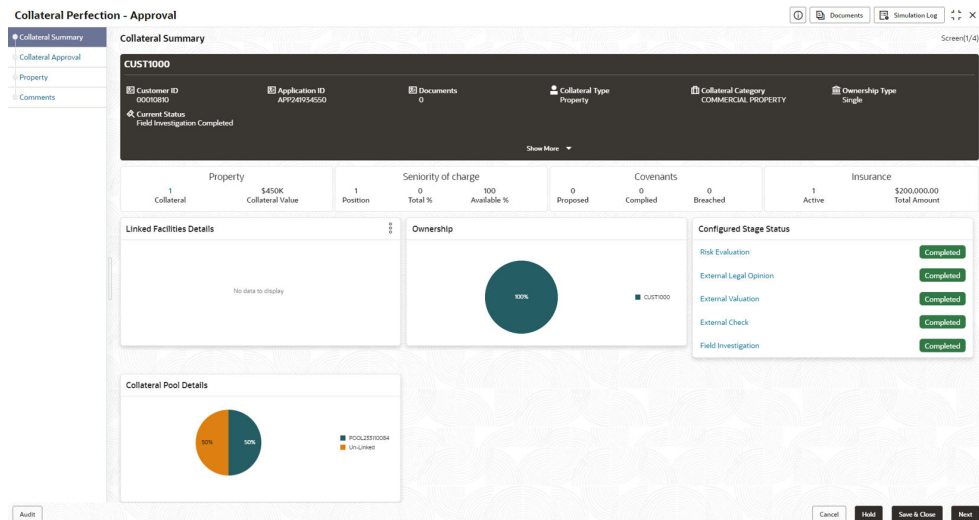 Collateral Perfection - Approval
Documents
Simulation Log
Collateral Summary
Collateral Approval
Property
Comments
Collateral Summary
Screen(1/4)
CUST1000
Customer ID
00010810
Application ID
APP241934550
Documents
0
Collateral Type
Property
Collateral Category
COMMERCIAL PROPERTY
Ownership Type
Single
Current Status
Field Investigation Completed
Show More
Property
1
Collateral
$450K
Collateral Value
Seniority of charge
1
Position
0
Total %
100
Available %
Covenants
0
Proposed
0
Complied
0
Breached
Insurance
1
Active
$200,000.00
Total Amount
Linked Facilities Details
No data to display
Ownership
100%
CUST1000
Configured Stage Status
Risk Evaluation
Completed
External Legal Opinion
Completed
External Valuation
Completed
External Check
Completed
Field Investigation
Completed
Collateral Pool Details
50%
50%
POOL233110084
Un-Linked
Audit
Cancel
Hold
Save & Close
Next